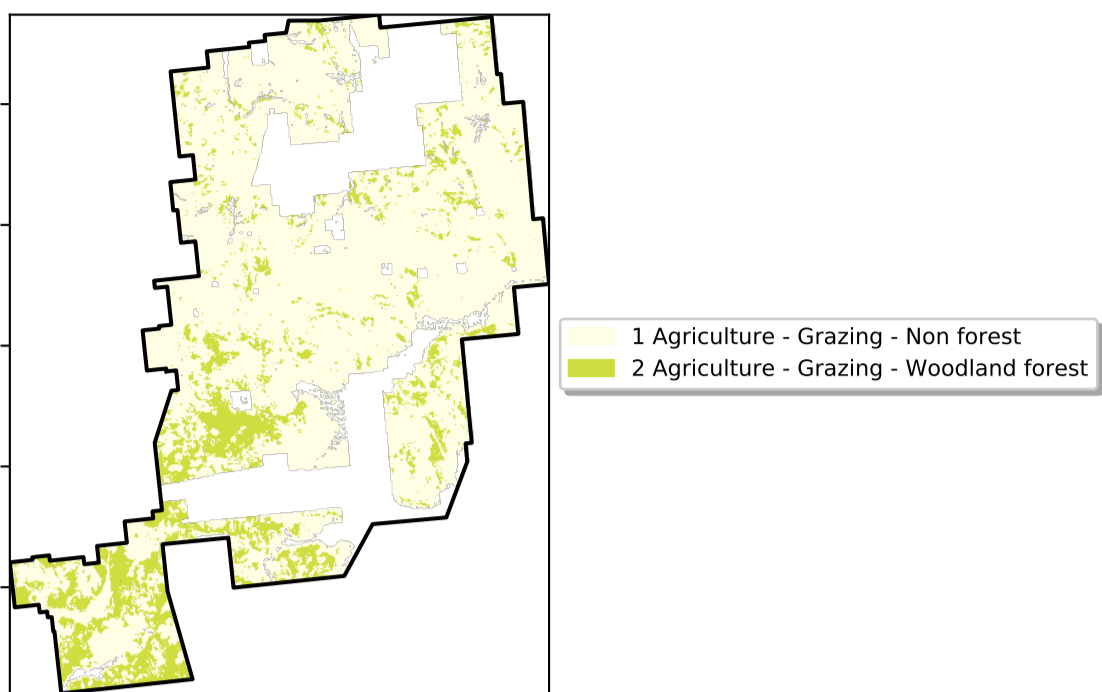 1 Agriculture - Grazing - Non forest
2 Agriculture - Grazing - Woodland forest